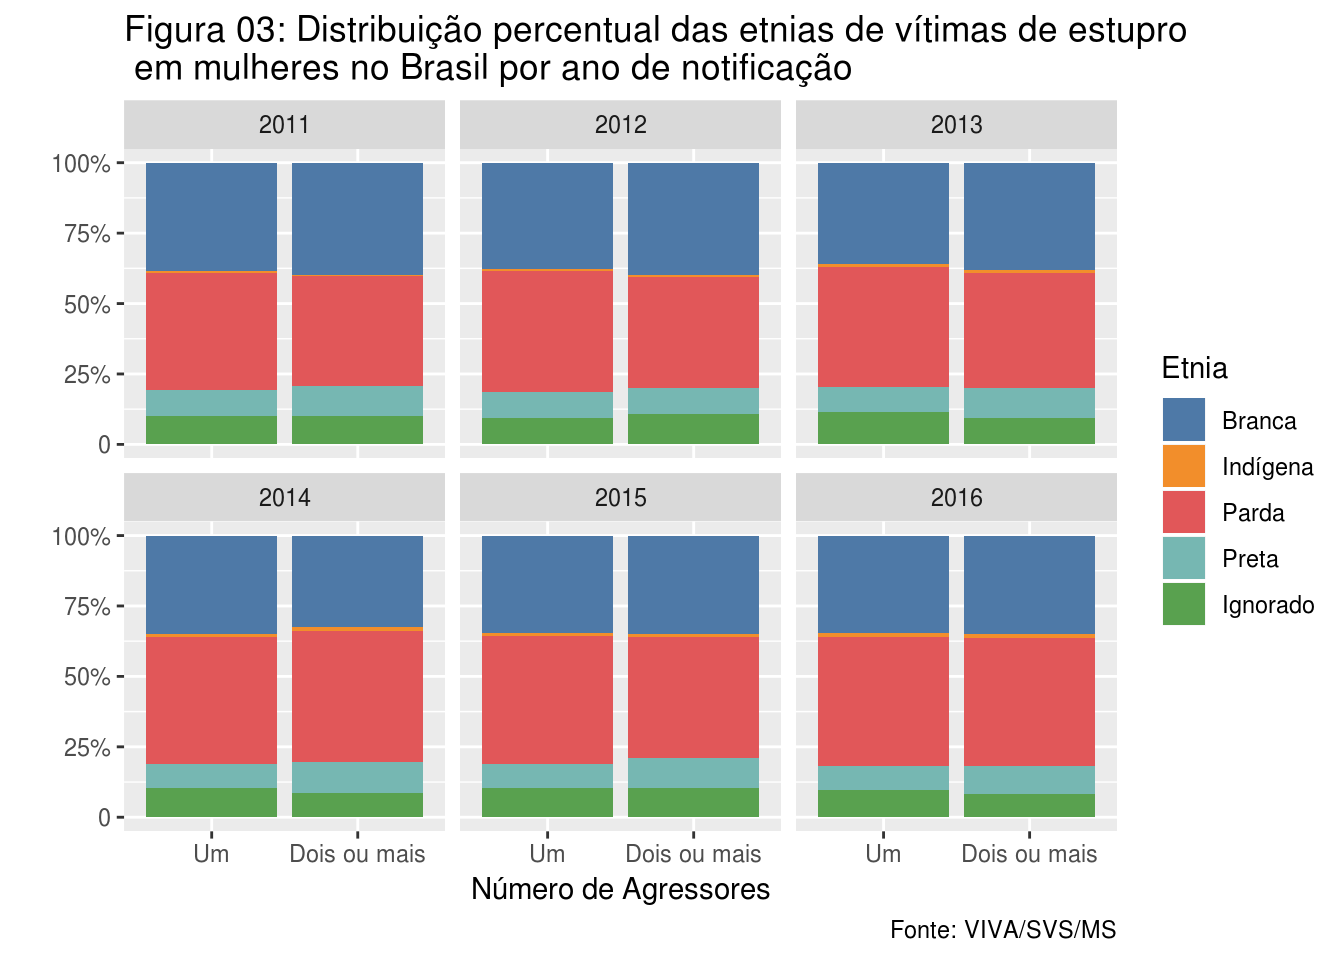 Figura 03: Distribuição percentual das etnias de vítimas de estupro
em mulheres no Brasil por ano de notificação
2011
2012
2013
100%
75%
50%
25%
0
2014
2015
2016
100%
75%
50%
25%
0
Um
Dois ou mais
Um
Dois ou mais
Um
Dois ou mais
Número de Agressores
Etnia
Branca
Indígena
Parda
Preta
Ignorado
Fonte: VIVA/SVS/MS